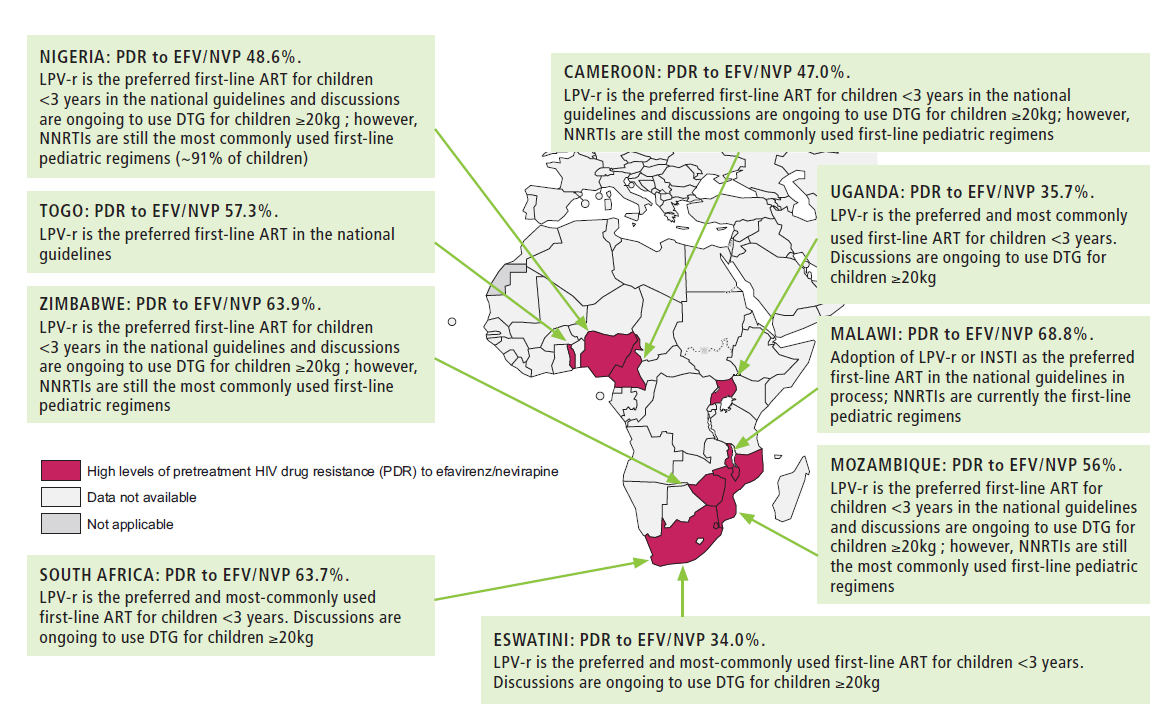 NIGERIA: PDR to EFV/NVP 48.6%.
LPV-r is the preferred first-line ART for children
<3 years in the national guidelines and discussions
are ongoing to use DTG for children ≥20kg ; however,
NNRTIs are still the most commonly used first-line
pediatric regimens (~91% of children)
CAMEROON: PDR to EFV/NVP 47.0%.
LPV-r is the preferred first-line ART for children <3 years in the national
guidelines and discussions are ongoing to use DTG for children ≥20kg; however,
NNRTIs are still the most commonly used first-line pediatric regimens
TOGO: PDR to EFV/NVP 57.3%.
LPV-r is the preferred first-line ART in the national
guidelines
UGANDA: PDR to EFV/NVP 35.7%.
LPV-r is the preferred and most commonly
used first-line ART for children <3 years.
Discussions are ongoing to use DTG for
children ≥20kg
ZIMBABWE: PDR to EFV/NVP 63.9%.
LPV-r is the preferred first-line ART for children
<3 years in the national guidelines and discussions
are ongoing to use DTG for children ≥20kg ; however,
NNRTIs are still the most commonly used first-line
pediatric regimens
MALAWI: PDR to EFV/NVP 68.8%.
Adoption of LPV-r or INSTI as the preferred
first-line ART in the national guidelines in
process; NNRTIs are currently the first-line
pediatric regimens
High levels of pretreatment HIV drug resistance (PDR) to efavirenz/nevirapine
Data not available
Not applicable
MOZAMBIQUE: PDR to EFV/NVP 56%.
LPV-r is the preferred first-line ART for
children <3 years in the national guidelines
and discussions are ongoing to use DTG for
children ≥20kg ; however, NNRTIs are still
the most commonly used first-line pediatric
regimens
SOUTH AFRICA: PDR to EFV/NVP 63.7%.
LPV-r is the preferred and most-commonly used
first-line ART for children <3 years. Discussions are
ongoing to use DTG for children ≥20kg
ESWATINI: PDR to EFV/NVP 34.0%.
LPV-r is the preferred and most-commonly used first-line ART for children <3 years.
Discussions are ongoing to use DTG for children ≥20kg